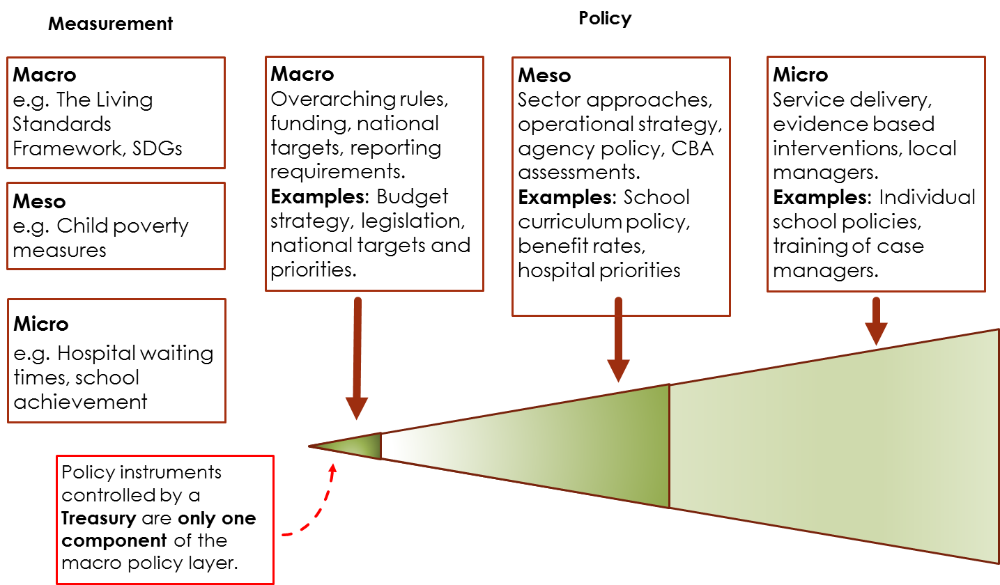 Measurement
Policy
Macro
e.g. The Living
Standards
Framework, SDGs
Meso
e.g. Child poverty
measures
Micro
e.g. Hospital waiting
times, school
achievement
Macro
Overarching rules,
funding, national
targets, reporting
requirements.
Examples: Budget
strategy, legislation,
national targets and
priorities.
Meso
Sector approaches,
operational strategy,
agency policy, CBA
assessments.
Examples: School
curriculum policy,
benefit rates,
hospital priorities
Micro
Service delivery,
evidence based
interventions, local
managers.
Examples: Individual
school policies,
training of case
managers.
Policy instruments
controlled by a
Treasury are only one
component of the
macro policy layer.